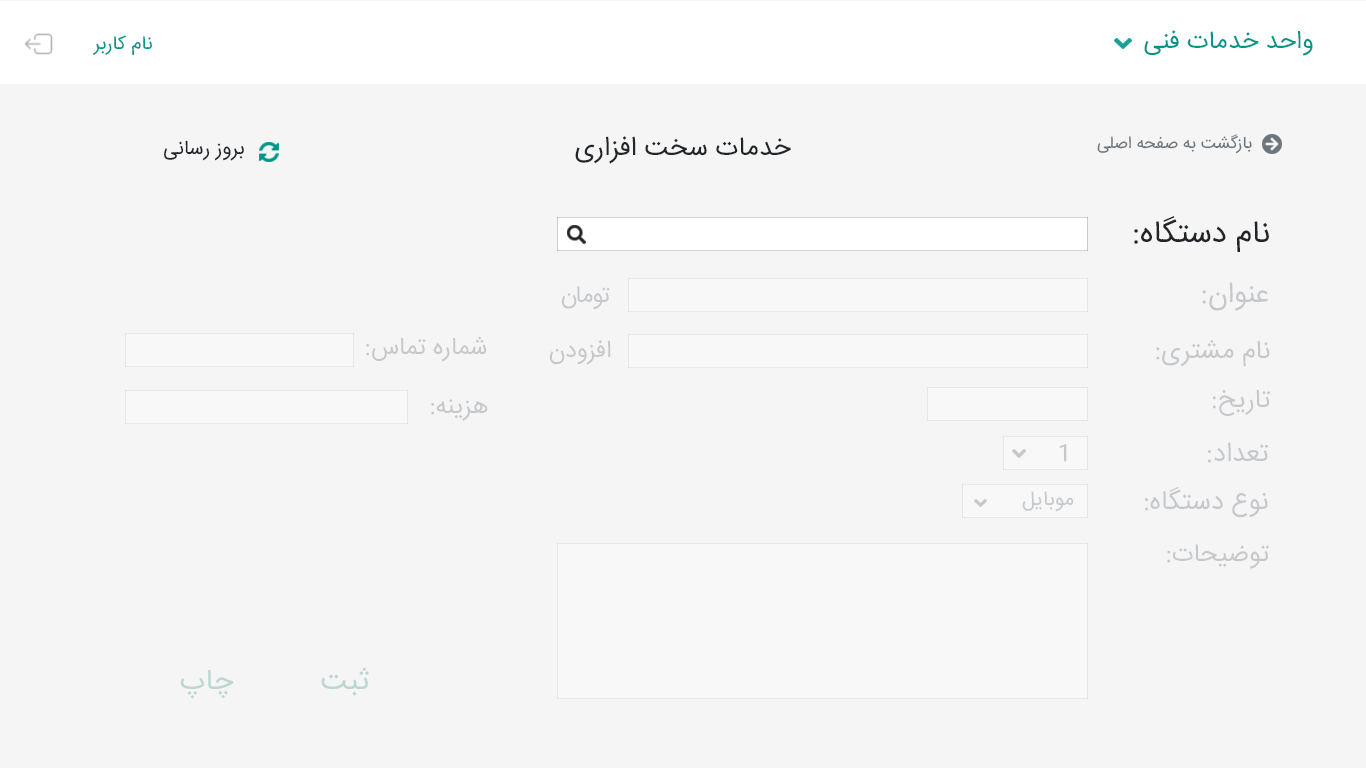 واحد خدمات فنی
نام کاربر
بازگشت به صفحه اصلی
خدمات سخت افزاری
بروز رسانی
نام دستگاه:
عنوان:
تومان
نام مشتری:
افزودن
شماره تماس:
تاریخ:
هزینه:
تعداد:
1
نوع دستگاه:
موبایل
توضیحات:
ثبت
چاپ